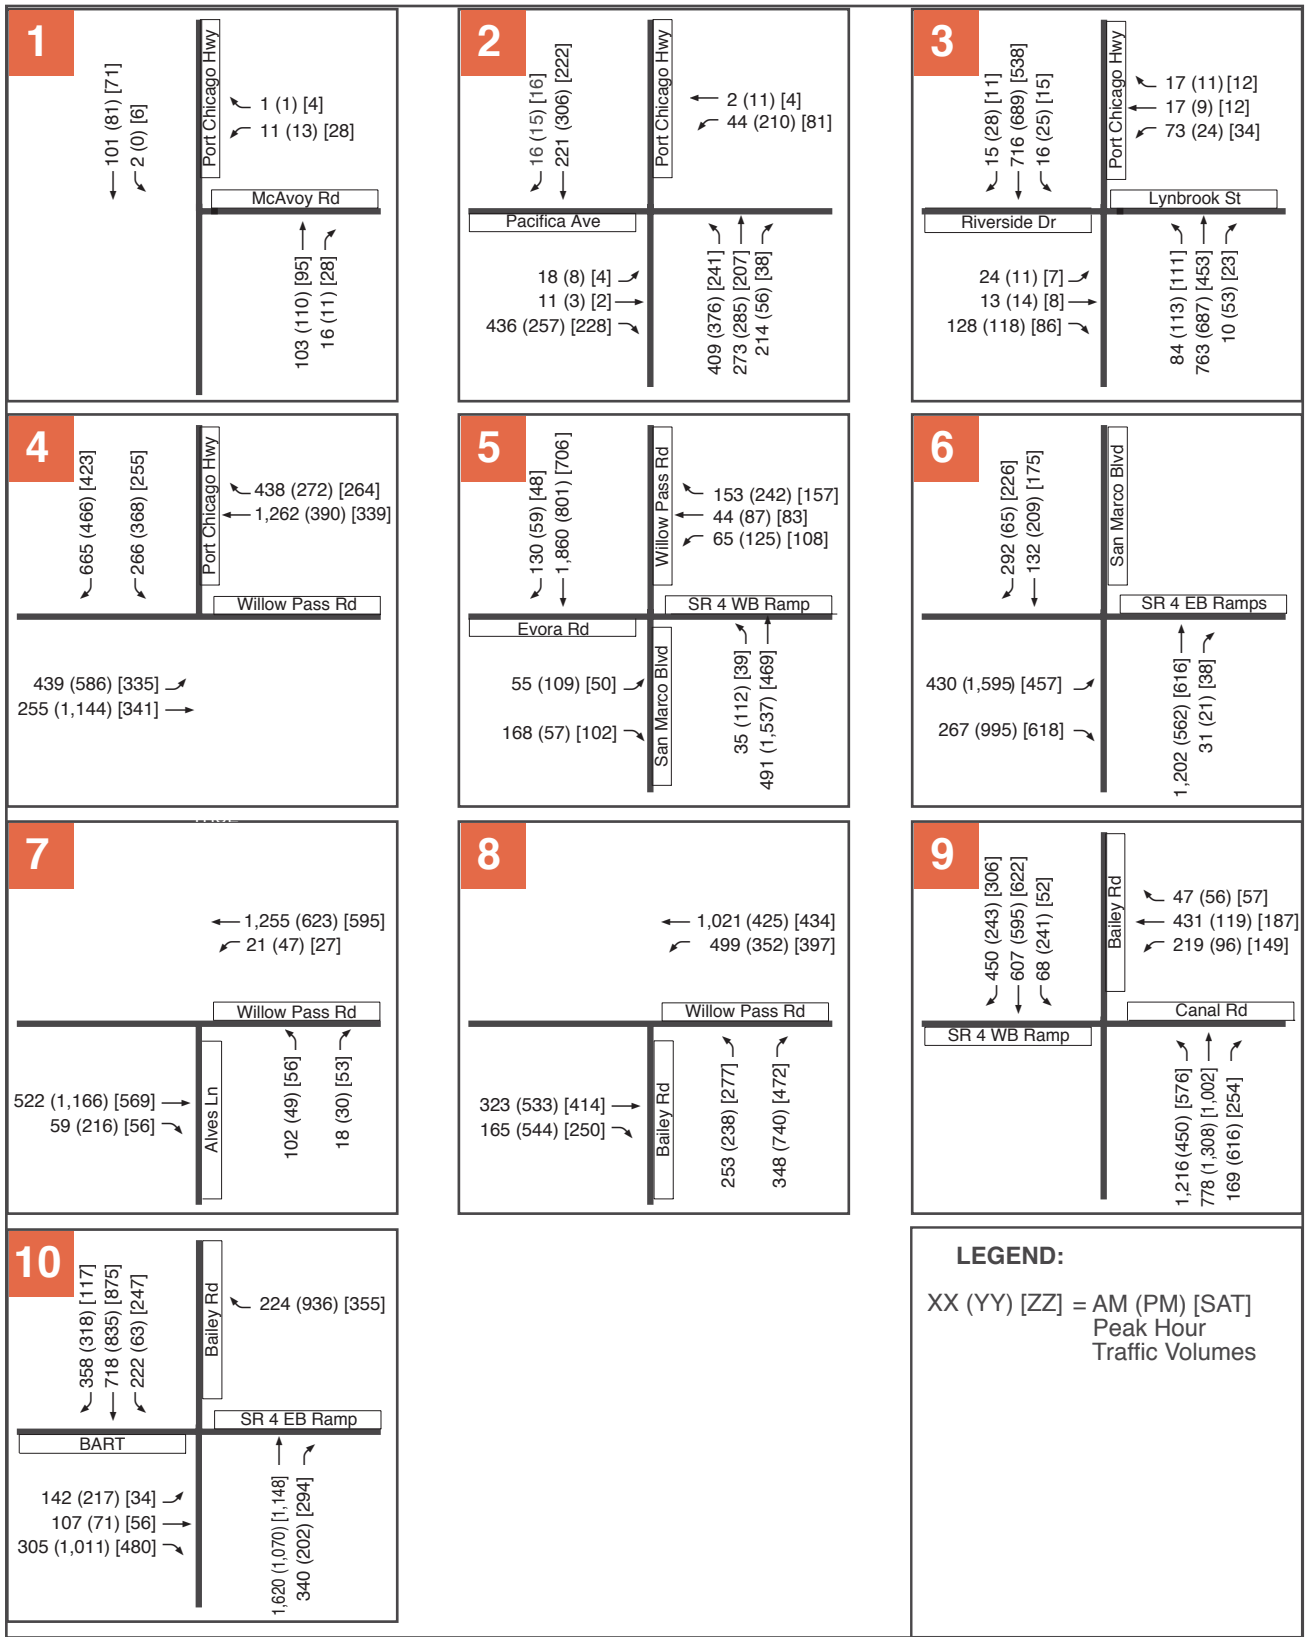 1
101 (81) [71]
2 (0) [6]
Port Chicago Hwy
1 (1) [4]
11 (13) [28]
McAvoy Rd
103 (110) [95]
16 (11) [28]
2
16 (15) [16]
221 (306) [222]
Port Chicago Hwy
2 (11) [4]
44 (210) [81]
Pacifica Ave
18 (8) [4]
11 (3) [2]
436 (257) [228]
409 (376) [241]
273 (285) [207]
214 (56) [38]
3
15 (28) [11]
716 (689) [538]
16 (25) [15]
Port Chicago Hwy
17 (11) [12]
17 (9) [12]
73 (24) [34]
Lynbrook St
Riverside Dr
24 (11) [7]
13 (14) [8]
128 (118) [86]
84 (113) [111]
763 (687) [453]
10 (53) [23]
4
665 (466) [423]
266 (368) [255]
Port Chicago Hwy
438 (272) [264]
1,262 (390) [339]
Willow Pass Rd
439 (586) [335]
255 (1,144) [341]
5
130 (59) [48]
1,860 (801) [706]
Willow Pass Rd
153 (242) [157]
44 (87) [83]
65 (125) [108]
SR 4 WB Ramp
Evora Rd
San Marco Blvd
55 (109) [50]
168 (57) [102]
35 (112) [39]
491 (1,537) [469]
6
292 (65) [226]
132 (209) [175]
San Marco Blvd
SR 4 EB Ramps
430 (1,595) [457]
267 (995) [618]
1,202 (562) [616]
31 (21) [38]
7
1,255 (623) [595]
21 (47) [27]
Willow Pass Rd
522 (1,166) [569]
59 (216) [56]
Alves Ln
102 (49) [56]
18 (30) [53]
8
1,021 (425) [434]
499 (352) [397]
Willow Pass Rd
323 (533) [414]
165 (544) [250]
Bailey Rd
253 (238) [277]
348 (740) [472]
9
450 (243) [306]
607 (595) [622]
68 (241) [52]
Bailey Rd
47 (56) [57]
431 (119) [187]
219 (96) [149]
Canal Rd
SR 4 WB Ramp
1,216 (450) [576]
778 (1,308) [1,002]
169 (616) [254]
10
358 (318) [117]
718 (835) [875]
222 (63) [247]
Bailey Rd
224 (936) [355]
SR 4 EB Ramp
BART
142 (217) [34]
107 (71) [56]
305 (1,011) [480]
1,620 (1,070) [1,148]
340 (202) [294]
LEGEND:
XX (YY) [ZZ] = AM (PM) [SAT]
Peak Hour
Traffic Volumes